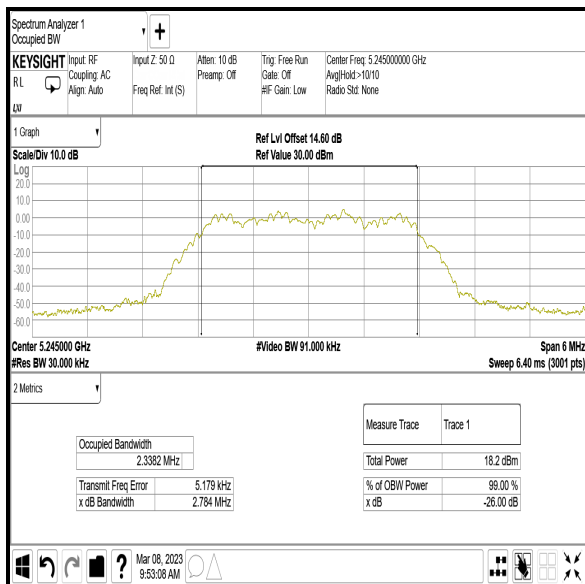 Spectrum Analyzer 1
Occupied BW
KEYSIGHT
RL
LXI
Input: RF
Coupling: AC
Align: Auto
Input Z: 50 Ω
Freq Ref: Int (S)
Atten: 10 dB
Preamp: Off
Trig: Free Run
Gate: Off
#IF Gain: Low
Center Freq: 5.245000000 GHz
Avg|Hold:>10/10
Radio Std: None
1 Graph
Scale/Div 10.0 dB
Ref Lvl Offset 14.60 dB
Ref Value 30.00 dBm
Log
20.0
10.0
0.00
-10.0
-20.0
-30.0
-40.0
-50.0
-60.0
Center 5.245000 GHz
#Video BW 91.000 kHz
Span 6 MHz
#Res BW 30.000 kHz
Sweep 6.40 ms (3001 pts)
2 Metrics
Occupied Bandwidth
2.3382 MHz
Transmit Freq Error 5.179 kHz
x dB Bandwidth 2.784 MHz
Measure Trace Trace 1
Total Power 18.2 dBm
% of OBW Power 99.00 %
x dB -26.00 dB
?
Mar 08, 2023
9:53:08 AM